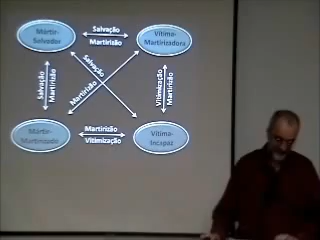 Mártir-
Salvador
Salvação
Martirizão
Vítima-
Martirizadora
Salvação
Martirizão
Salvação
Martirizão
Vitimização
Martirizão
Mártir-
Martirizado
Martirizão
Vitimização
Vítima-
Incapaz